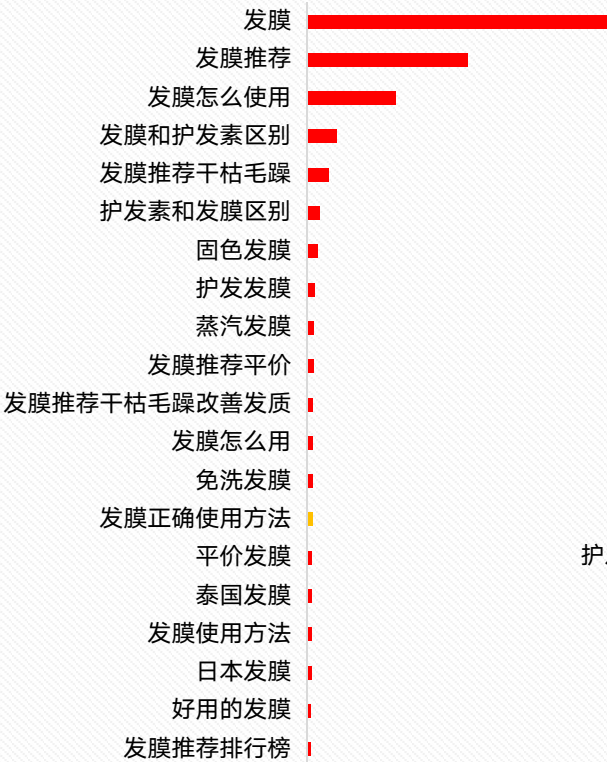 发膜
发膜推荐
发膜怎么使用
发膜和护发素区别
发膜推荐干枯毛躁
护发素和发膜区别
固色发膜
护发发膜
蒸汽发膜
发膜推荐平价
发膜推荐干枯毛躁改善发质
发膜怎么用
免洗发膜
发膜正确使用方法
平价发膜
护
泰国发膜
发膜使用方法
日本发膜
好用的发膜
发膜推荐排行榜